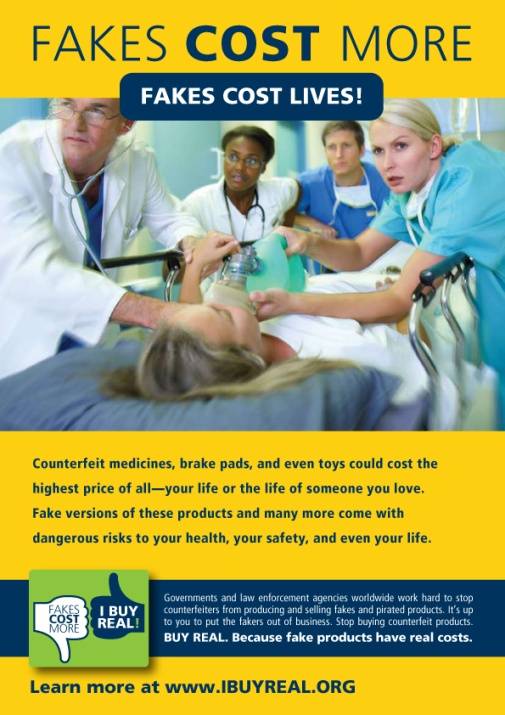 FAKES COST MORE
FAKES COST LIVES!
Counterfeit medicines, brake pads, and even toys could cost the
highest price of all—your life or the life of someone you love.
Fake versions of these products and many more come with
dangerous risks to your health, your safety, and even your life.
FAKES
COST
MORE
I BUY
REAL!
Governments and law enforcement agencies worldwide work hard to stop
counterfeiters from producing and selling fakes and pirated products. It's up
to you to put the fakers out of business. Stop buying counterfeit products.
BUY REAL. Because fake products have real costs.
Learn more at www.IBUYREAL.ORG